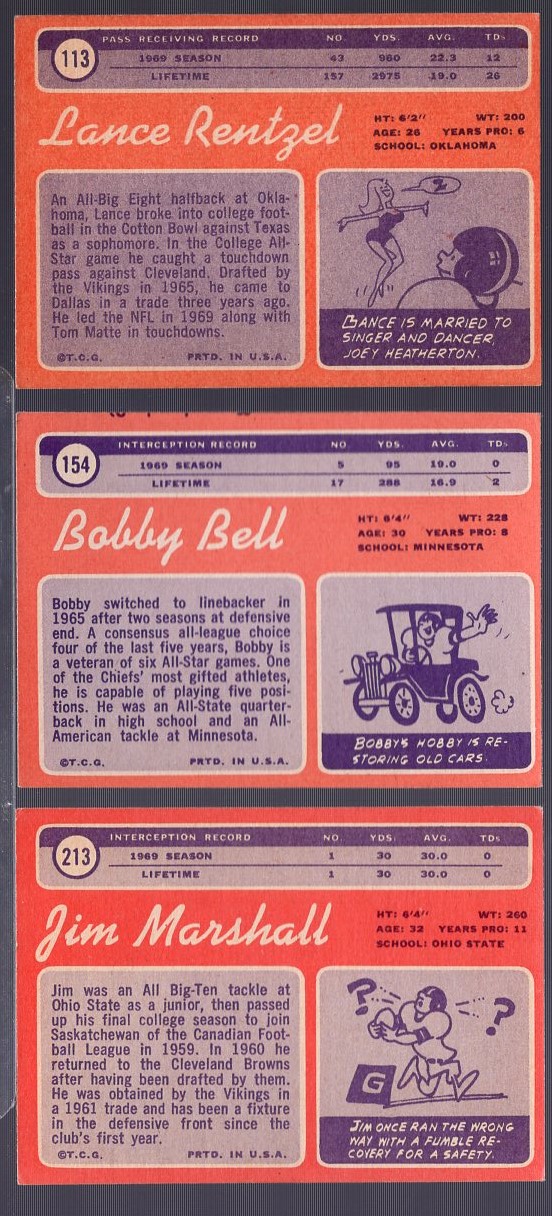 113
PASS RECEIVING RECORD NO. YDS. AVG. TDs
1969 SEASON 43 960 22.3 12
LIFETIME 157 2975 19.0 26
Lance Rentzel
HT: 6'2" WT: 200
AGE: 26 YEARS PRO: 6
SCHOOL: OKLAHOMA
An All-Big Eight halfback at Okla-
homa, Lance broke into college foot-
ball in the Cotton Bowl against Texas
as a sophomore. In the College All-
Star game he caught a touchdown
pass against Cleveland. Drafted by
the Vikings in 1965, he came to
Dallas in a trade three years ago.
He led the NFL in 1969 along with
Tom Matte in touchdowns.
©T.C.G. PRTD. IN U.S.A.
2
LANCE IS MARRIED TO
SINGER AND DANCER,
JOEY HEATHERTON.
154
INTERCEPTION RECORD NO. YDS. AVG. TDs
1969 SEASON 5 95 19.0 0
LIFETIME 17 288 16.9 2
Bobby Bell
HT: 6'4" WT: 228
AGE: 30 YEARS PRO: 8
SCHOOL: MINNESOTA
Bobby switched to linebacker in
1965 after two seasons at defensive
end. A consensus all-league choice
four of the last five years, Bobby is
a veteran of six All-Star games. One
of the Chiefs' most gifted athletes,
he is capable of playing five posi-
tions. He was an All-State quarter-
back in high school and an All-
American tackle at Minnesota.
©T.C.G. PRTD. IN U.S.A.
BOBBY'S HOBBY IS RE-
STORING OLD CARS.
213
INTERCEPTION RECORD NO. YDS. AVG. TDs
1969 SEASON 1 30 30.0 0
LIFETIME 1 30 30.0 0
Jim Marshall
HT: 6'4" WT: 260
AGE: 32 YEARS PRO: 11
SCHOOL: OHIO STATE
Jim was an All Big-Ten tackle at
Ohio State as a junior, then passed
up his final college season to join
Saskatchewan of the Canadian Foot-
ball League in 1959. In 1960 he
returned to the Cleveland Browns
after having been drafted by them.
He was obtained by the Vikings in
a 1961 trade and has been a fixture
in the defensive front since the
club's first year.
©T.C.G. PRTD. IN U.S.A.
? ?
G
JIM ONCE RAN THE WRONG
WAY WITH A FUMBLE RE-
COVERY FOR A SAFETY.